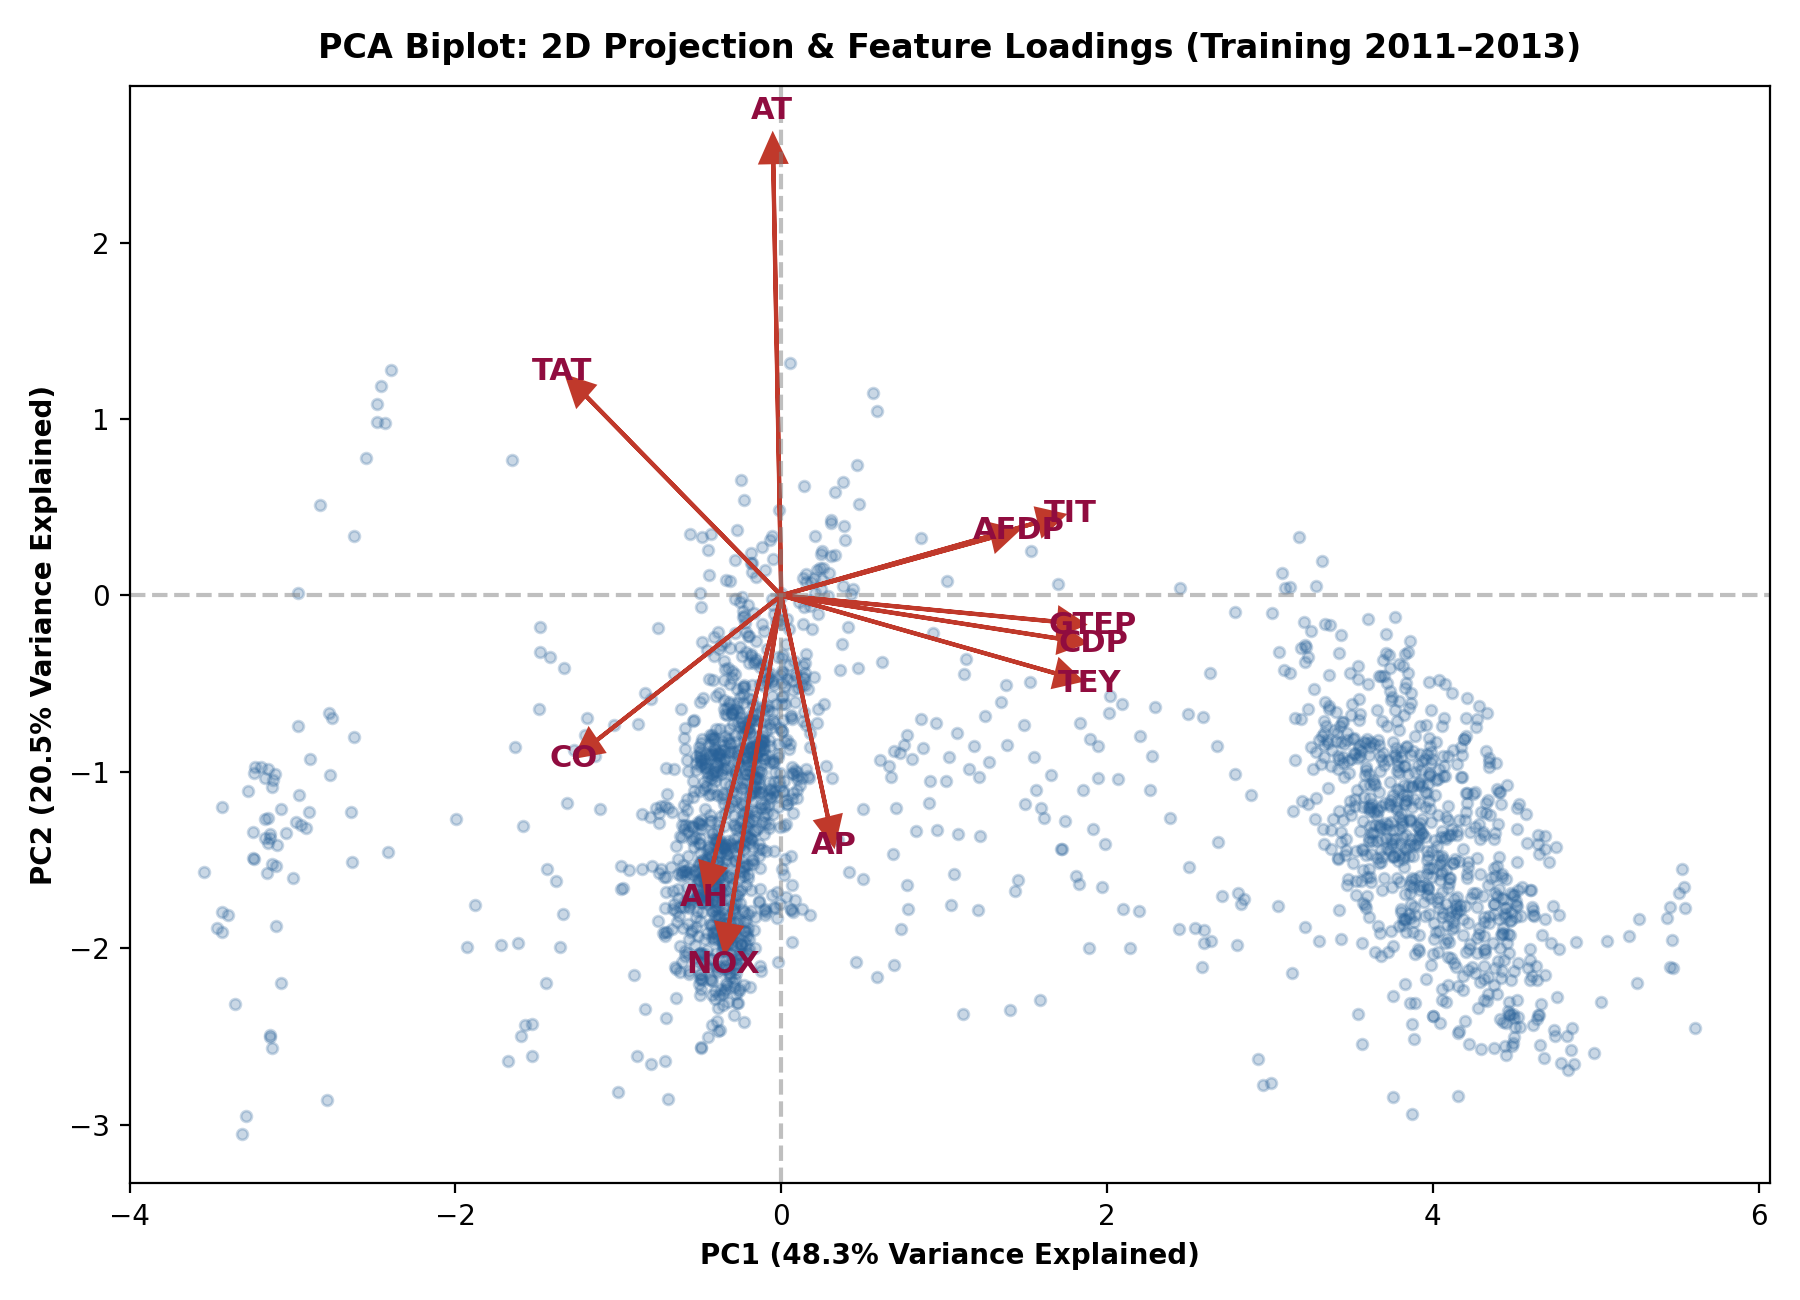 PCA Biplot: 2D Projection & Feature Loadings (Training 2011–2013)
AT
2
TAT
1
TIT
AFDP
0
GTEP
CDP
TEY
CO
−1
AP
AH
−2
NOX
−3
PC2 (20.5% Variance Explained)
−4
−2
0
2
4
6
PC1 (48.3% Variance Explained)